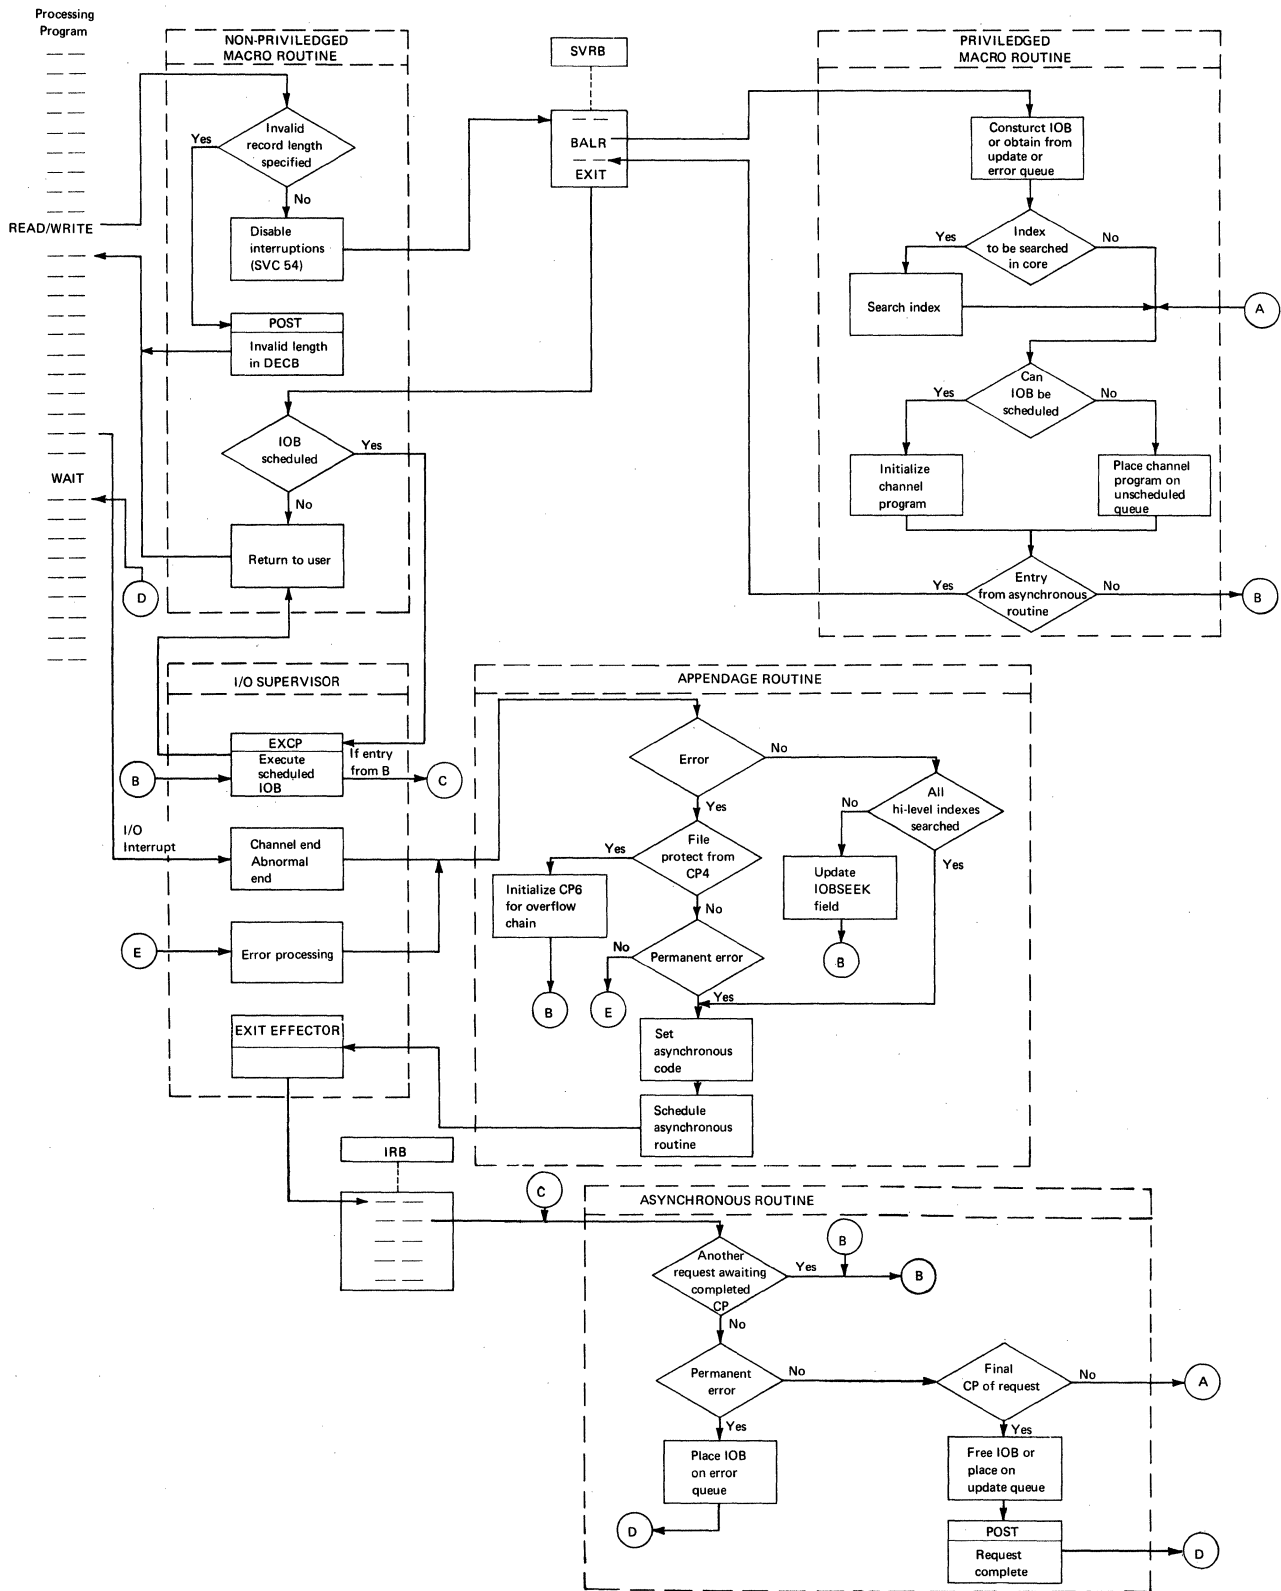 Processing
Program
READ/WRITE
WAIT
D
NON-PRIVILEDGED
MACRO ROUTINE
Invalid
record length
specified
Yes
No
Disable
interruptions
(SVC 54)
POST
Invalid length
in DECB
IOB
scheduled
Yes
No
Return to user
SVRB
BALR
EXIT
PRIVILEDGED
MACRO ROUTINE
Consturct IOB
or obtain from
update or
error queue
Index
to be searched
in core
Yes
No
Search index
A
Can
IOB be
scheduled
Yes
No
Initialize
channel
program
Place channel
program on
unscheduled
queue
Entry
from asynchronous
routine
Yes
No
B
I/O SUPERVISOR
EXCP
Execute
scheduled
IOB
If entry
from B
B
C
I/O
Interrupt
Channel end
Abnormal
end
E
Error processing
EXIT EFFECTOR
APPENDAGE ROUTINE
Error
No
Yes
All
hi-level indexes
searched
No
Yes
File
protect from
CP4
Yes
No
Initialize CP6
for overflow
chain
B
Update
IOBSEEK
field
B
Permanent error
No
Yes
E
Set
asynchronous
code
Schedule
asynchronous
routine
IRB
C
ASYNCHRONOUS ROUTINE
Another
request awaiting
completed
CP
Yes
No
B
B
Permanent
error
No
Yes
Final
CP of request
No
Yes
A
Place IOB
on error
queue
D
Free IOB or
place on
update queue
POST
Request
complete
D